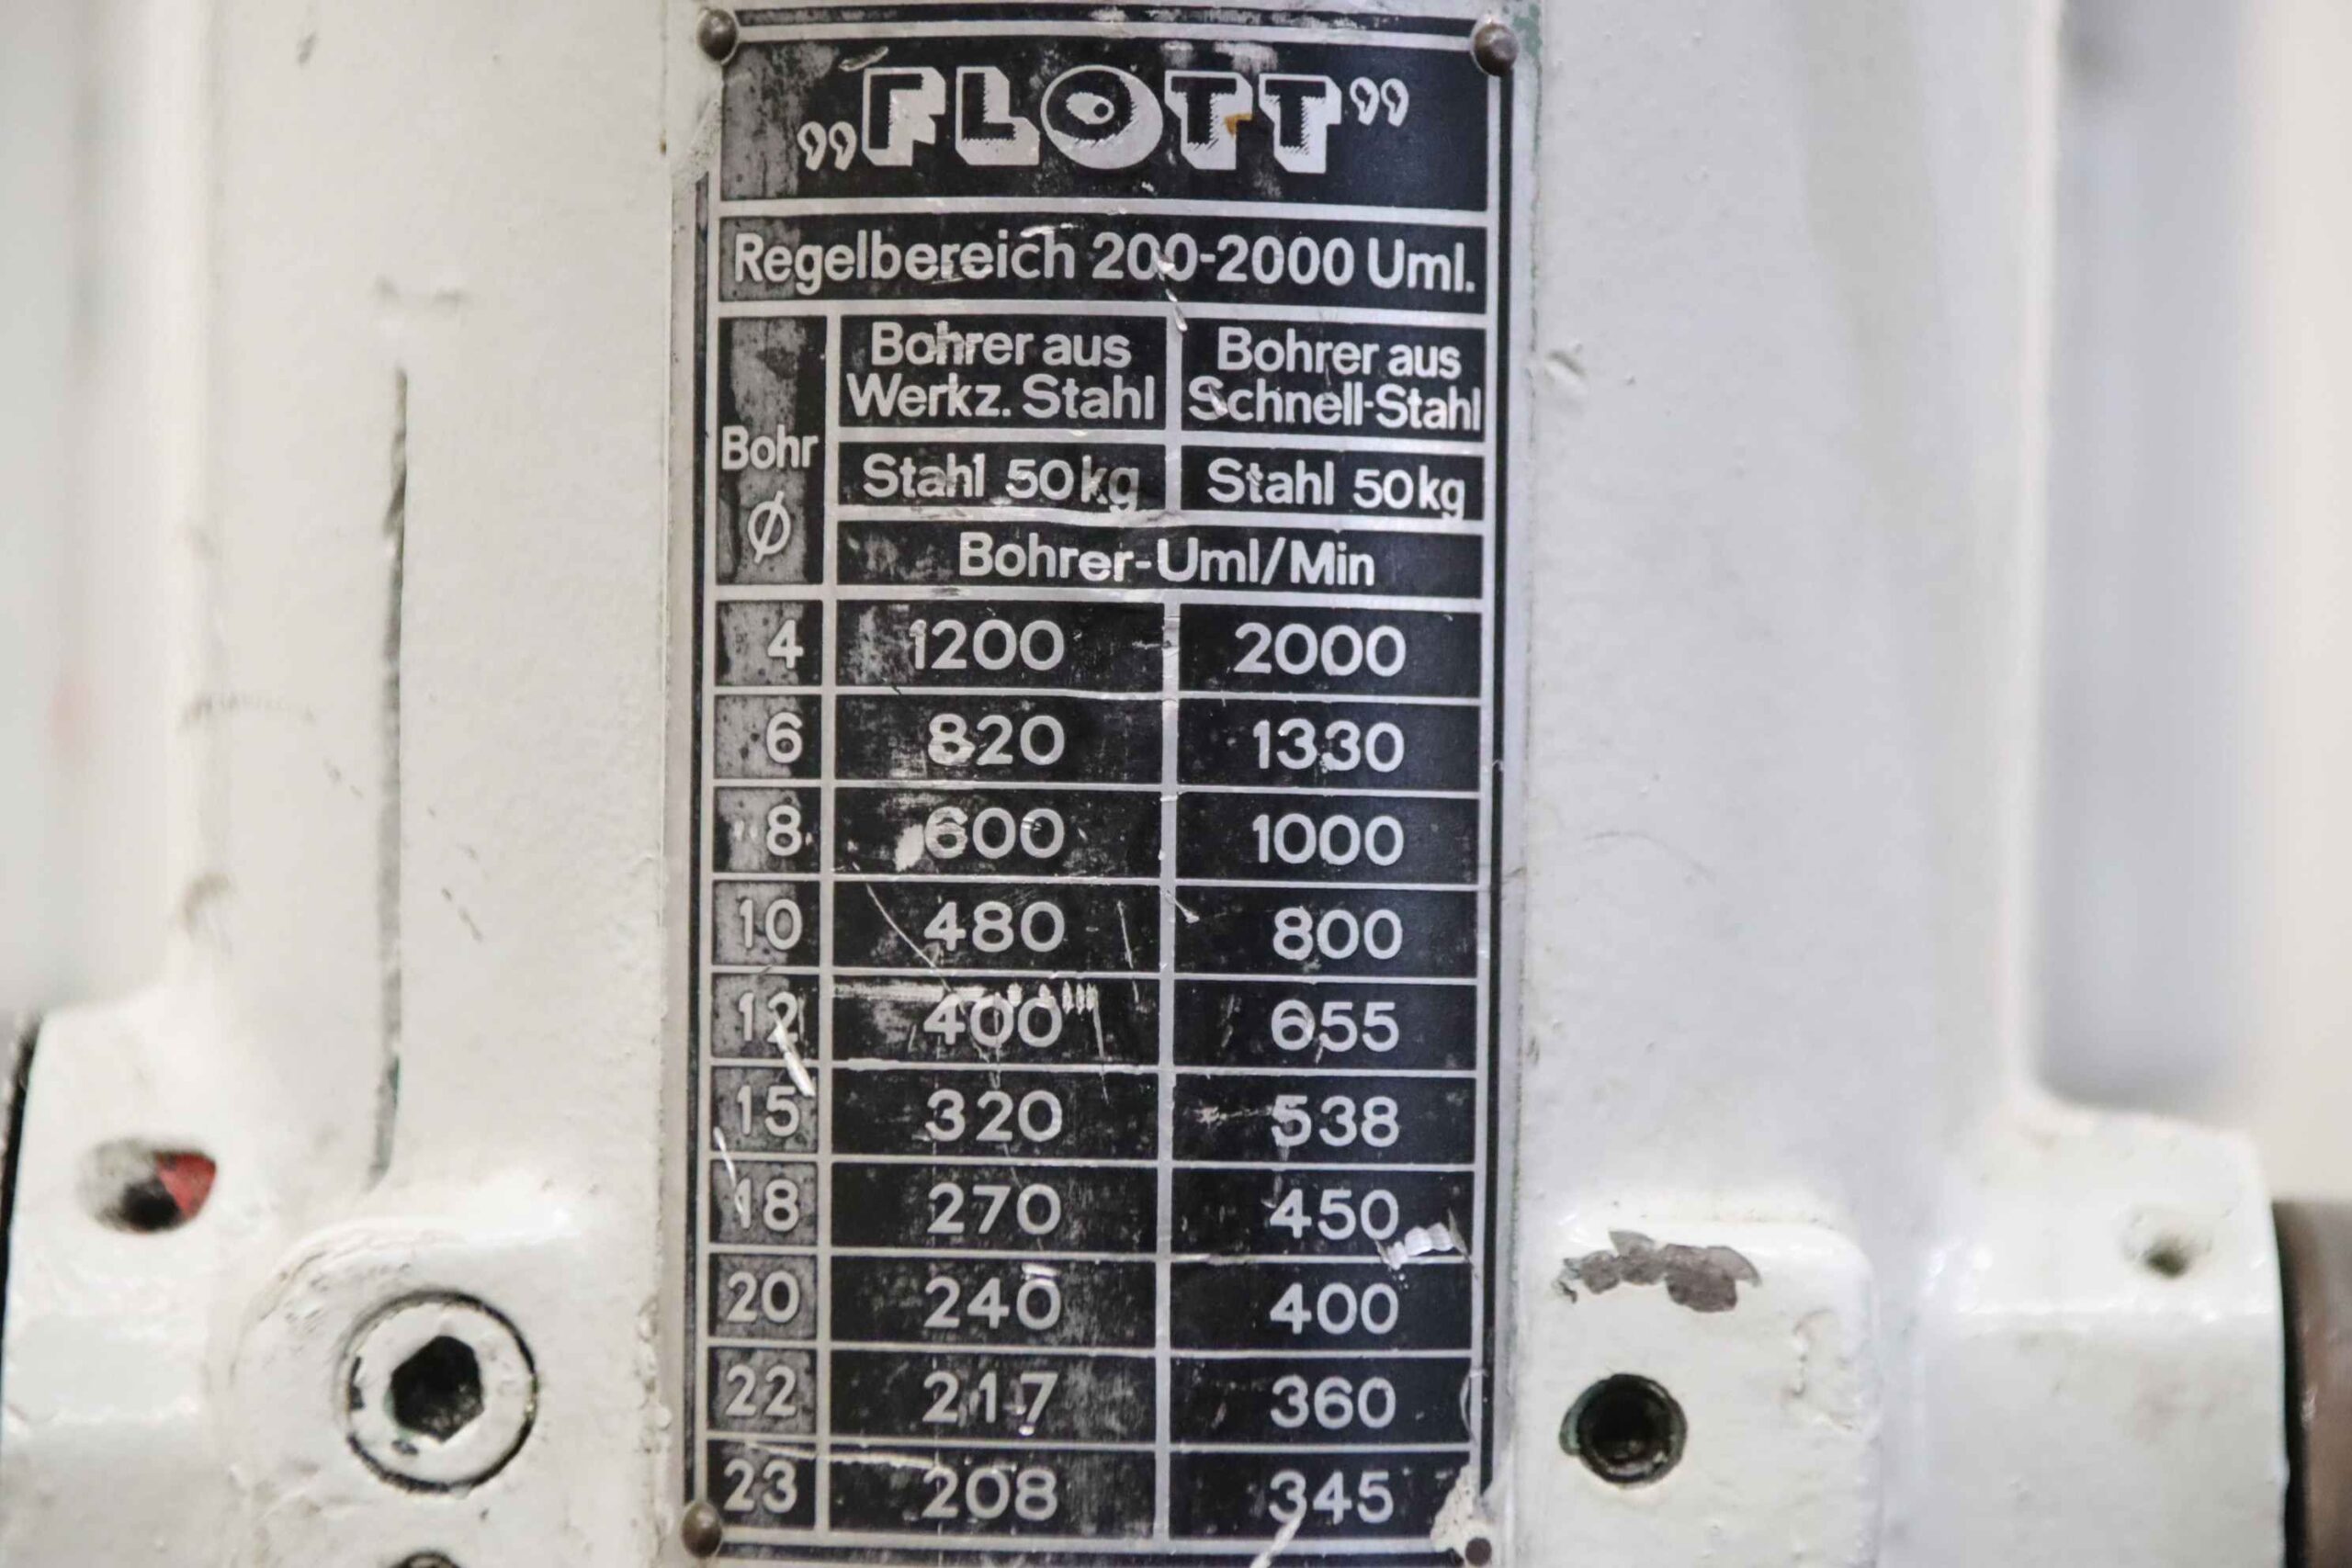 „FLOTT”
Regelbereich 200-2000 Uml.
Bohr Ø
Bohrer aus Werkz. Stahl
Bohrer aus Schnell-Stahl
Stahl 50kg Stahl 50kg
Bohrer-Uml/Min
4 1200 2000
6 820 1330
8 600 1000
10 480 800
12 400 655
15 320 538
18 270 450
20 240 400
22 217 360
23 208 345